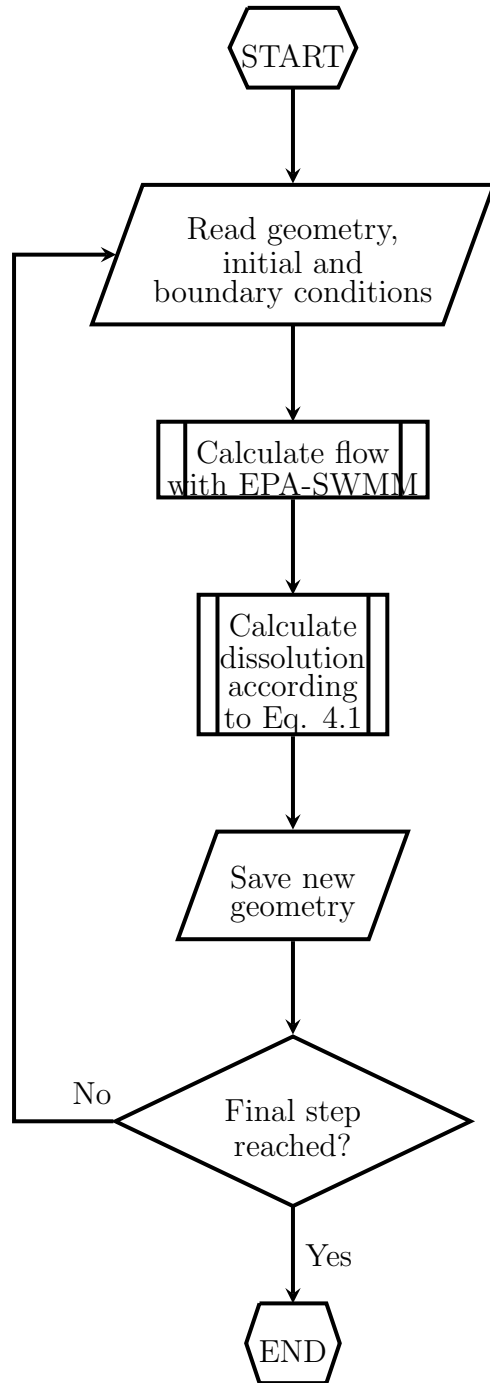 START
Read geometry,
initial and
boundary conditions
Calculate flow
with EPA-SWMM
Calculate
dissolution
according
to Eq. 4.1
Save new
geometry
No
Final step
reached?
Yes
END